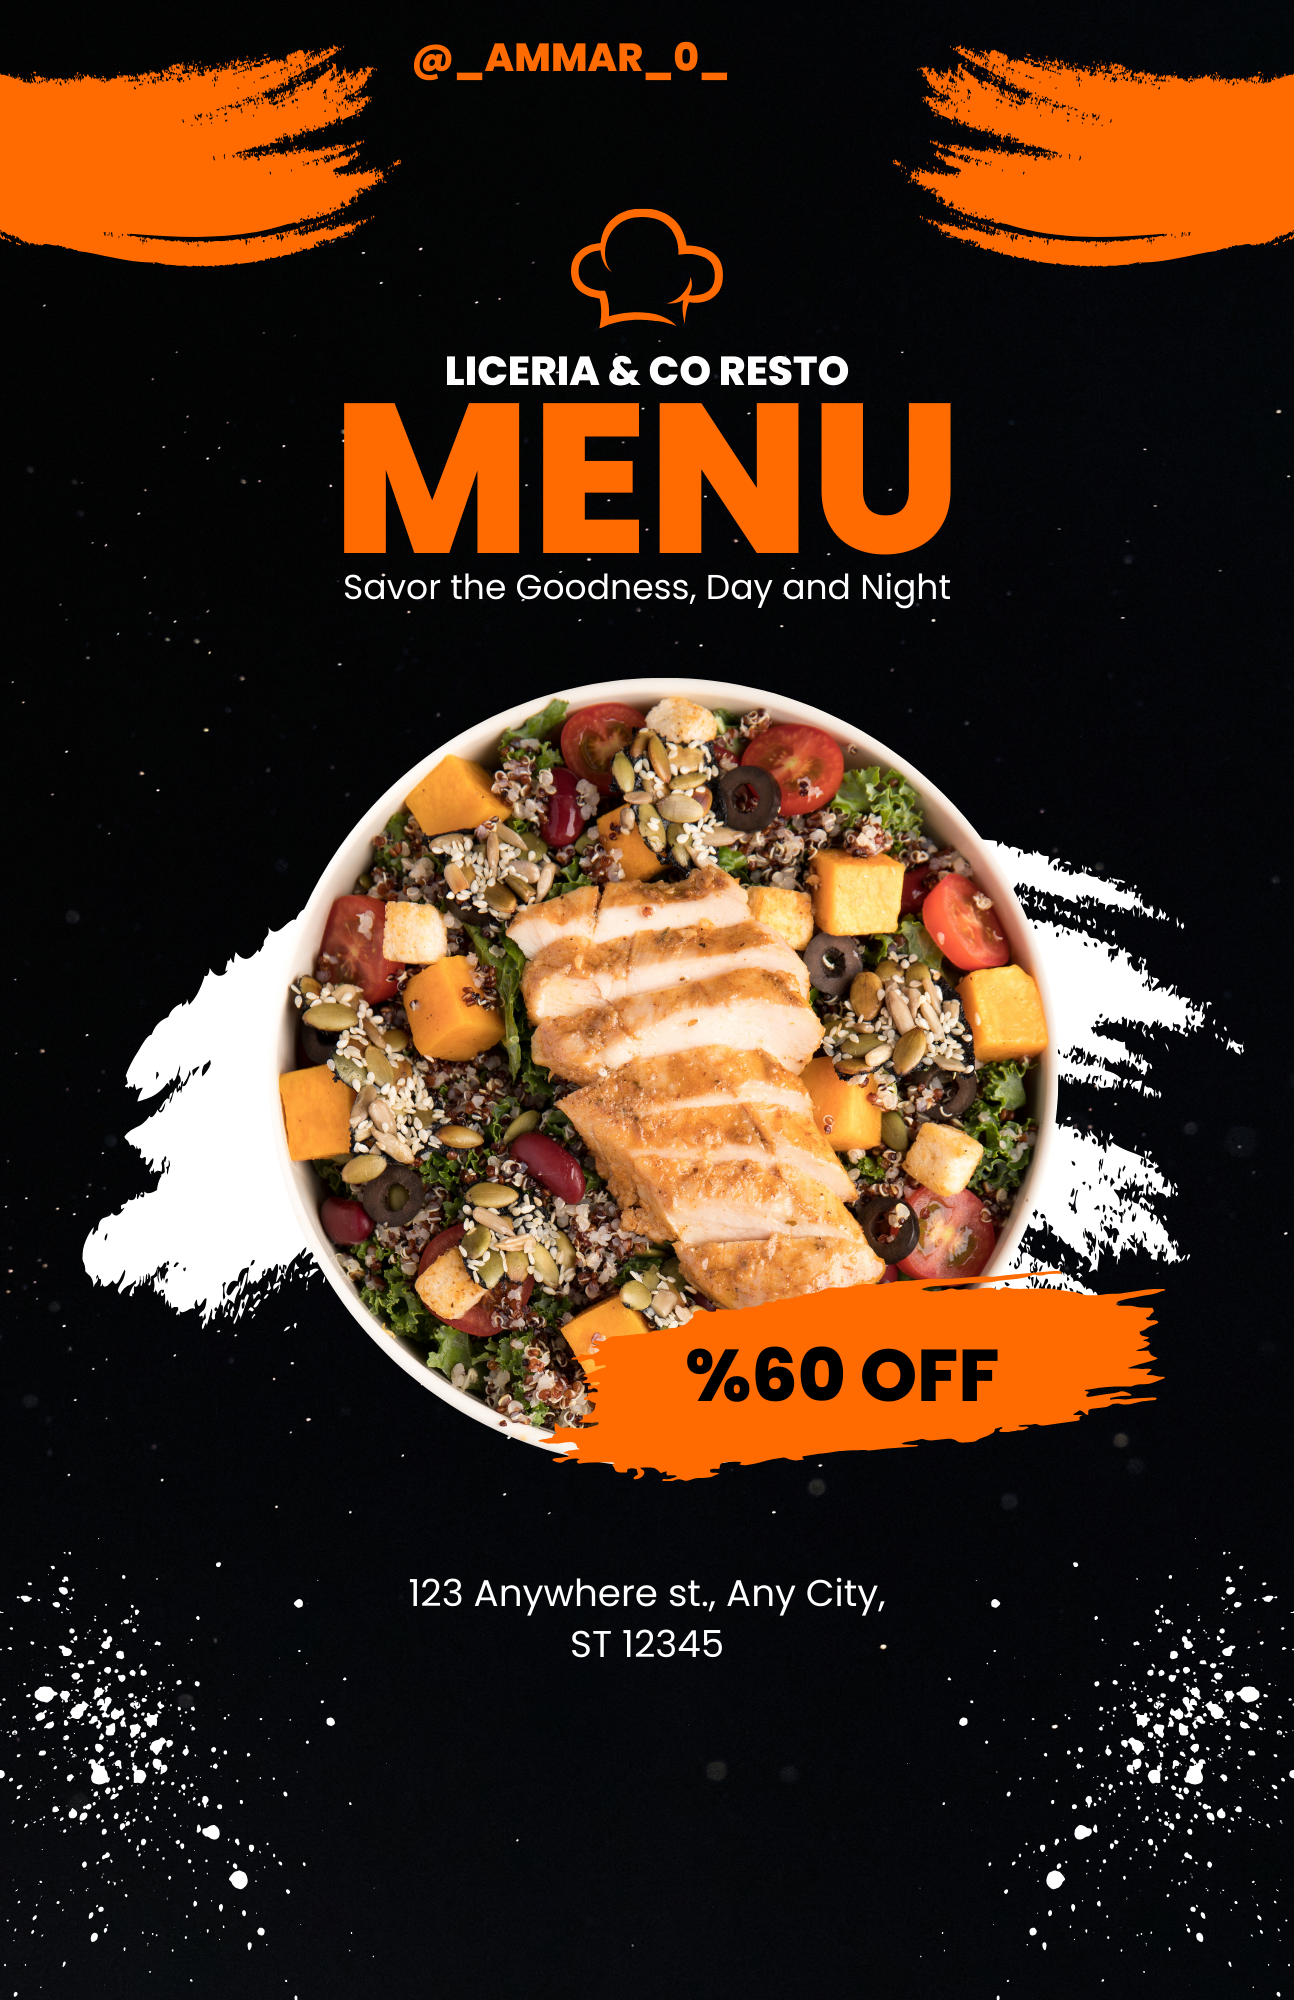 @_AMMAR_0_
LICERIA & CO RESTO
MENU
Savor the Goodness, Day and Night
%60 OFF
123 Anywhere st., Any City,
ST 12345